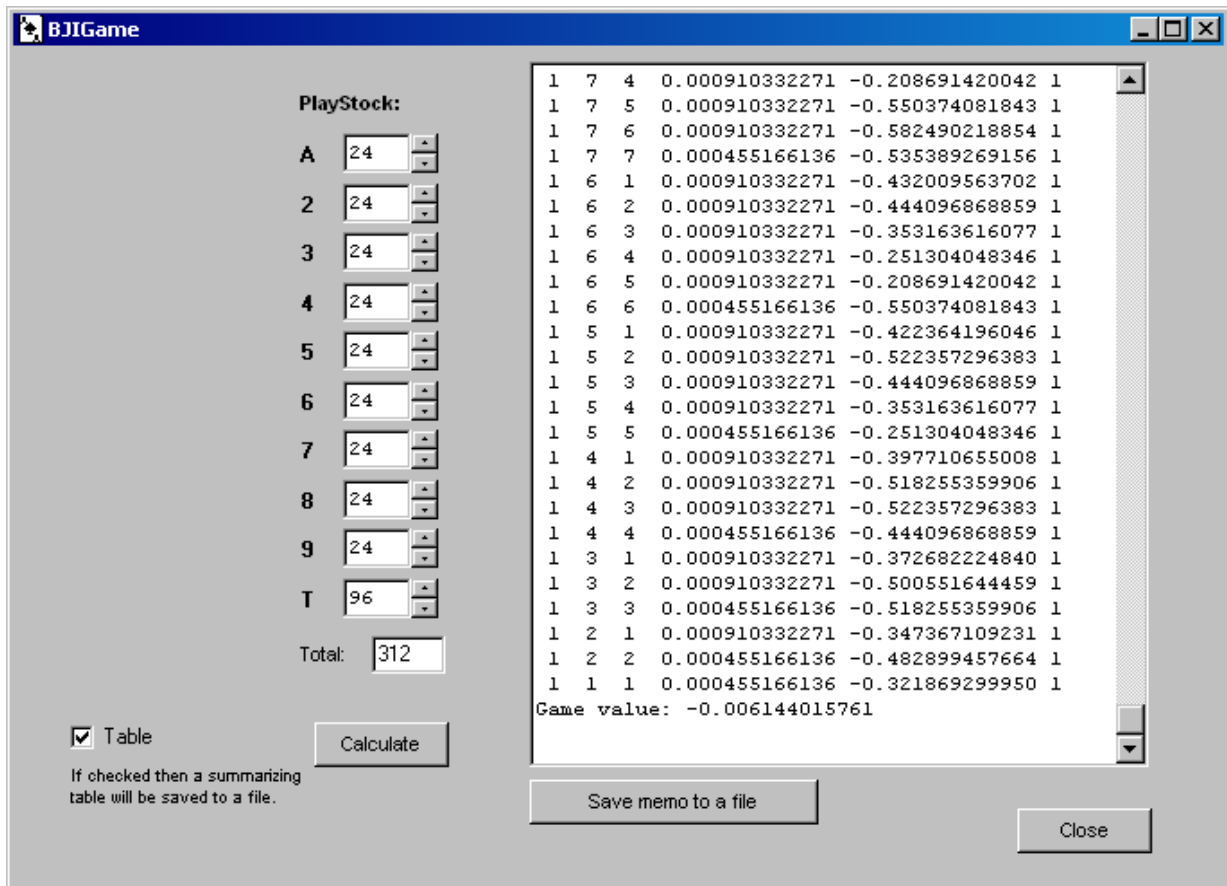 BJIGame
PlayStock:
A 24
2 24
3 24
4 24
5 24
6 24
7 24
8 24
9 24
T 96
Total: 312
Table
If checked then a summarizing
table will be saved to a file.
Calculate
1 7 4 0.000910332271 -0.208691420042 1
1 7 5 0.000910332271 -0.550374081843 1
1 7 6 0.000910332271 -0.582490218854 1
1 7 7 0.000455166136 -0.535389269156 1
1 6 1 0.000910332271 -0.432009563702 1
1 6 2 0.000910332271 -0.444096868859 1
1 6 3 0.000910332271 -0.353163616077 1
1 6 4 0.000910332271 -0.251304048346 1
1 6 5 0.000910332271 -0.208691420042 1
1 6 6 0.000455166136 -0.550374081843 1
1 5 1 0.000910332271 -0.422364196046 1
1 5 2 0.000910332271 -0.522357296383 1
1 5 3 0.000910332271 -0.444096868859 1
1 5 4 0.000910332271 -0.353163616077 1
1 5 5 0.000455166136 -0.251304048346 1
1 4 1 0.000910332271 -0.397710655008 1
1 4 2 0.000910332271 -0.518255359906 1
1 4 3 0.000910332271 -0.522357296383 1
1 4 4 0.000455166136 -0.444096868859 1
1 3 1 0.000910332271 -0.372682224840 1
1 3 2 0.000910332271 -0.500551644459 1
1 3 3 0.000455166136 -0.518255359906 1
1 2 1 0.000910332271 -0.347367109231 1
1 2 2 0.000455166136 -0.482899457664 1
1 1 1 0.000455166136 -0.321869299950 1
Game value: -0.006144015761
Save memo to a file
Close